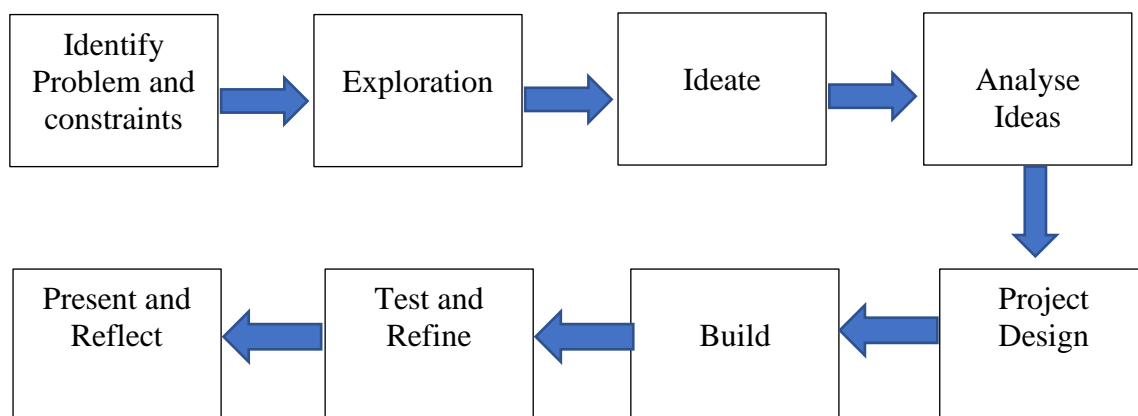 Identify
Problem and
constraints
Exploration
Ideate
Analyse
Ideas
Project
Design
Build
Test and
Refine
Present and
Reflect